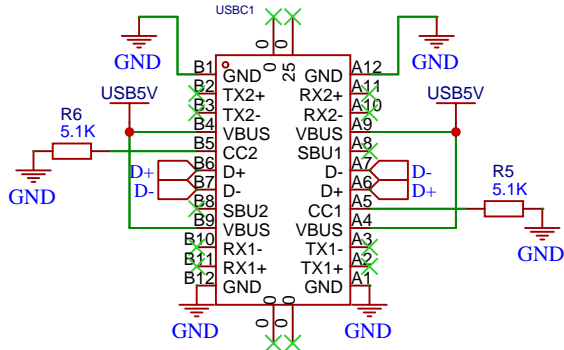 USBC1
0 0
0 25
GND
GND
B1 GND GND A12
B2 TX2+ RX2+ A11
B3 TX2- RX2- A10
USB5V
USB5V
B4 VBUS VBUS A9
R6
5.1K
B5 CC2 SBU1 A8
D+ B6 D+ D- A7 D-
D- B7 D- D+ A6 D+
GND
R5
5.1K
B8 SBU2 CC1 A5
B9 VBUS VBUS A4
B10 RX1- TX1- A3
B11 RX1+ TX1+ A2
B12 GND GND A1
GND
0 0
0 0
GND
GND